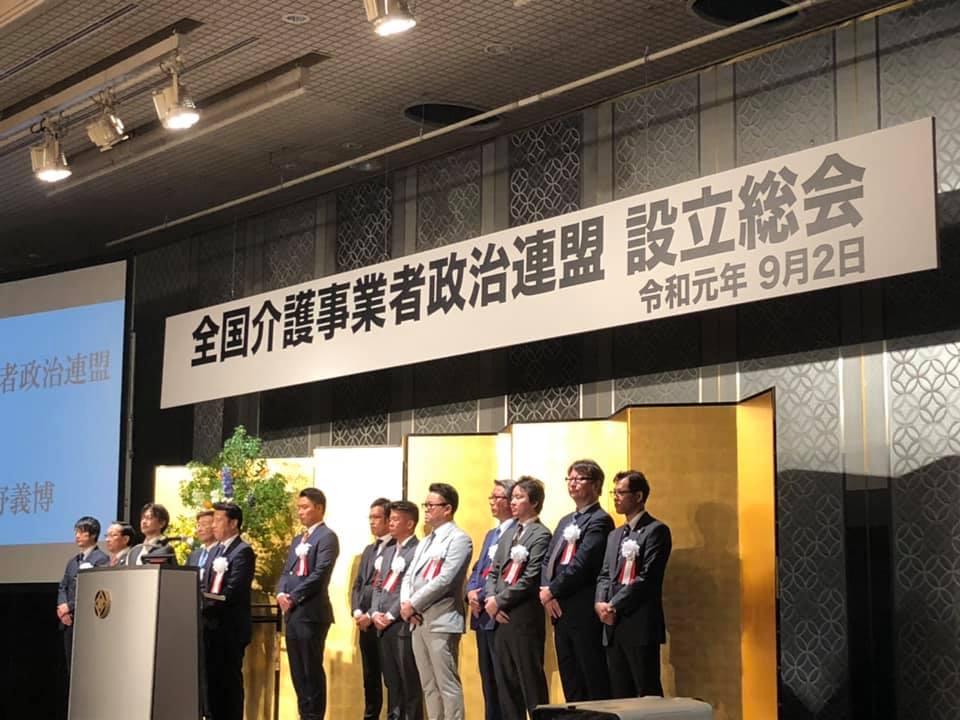 全国介護事業者政治連盟 設立総会
令和元年 9月2日
者政治連盟
義博